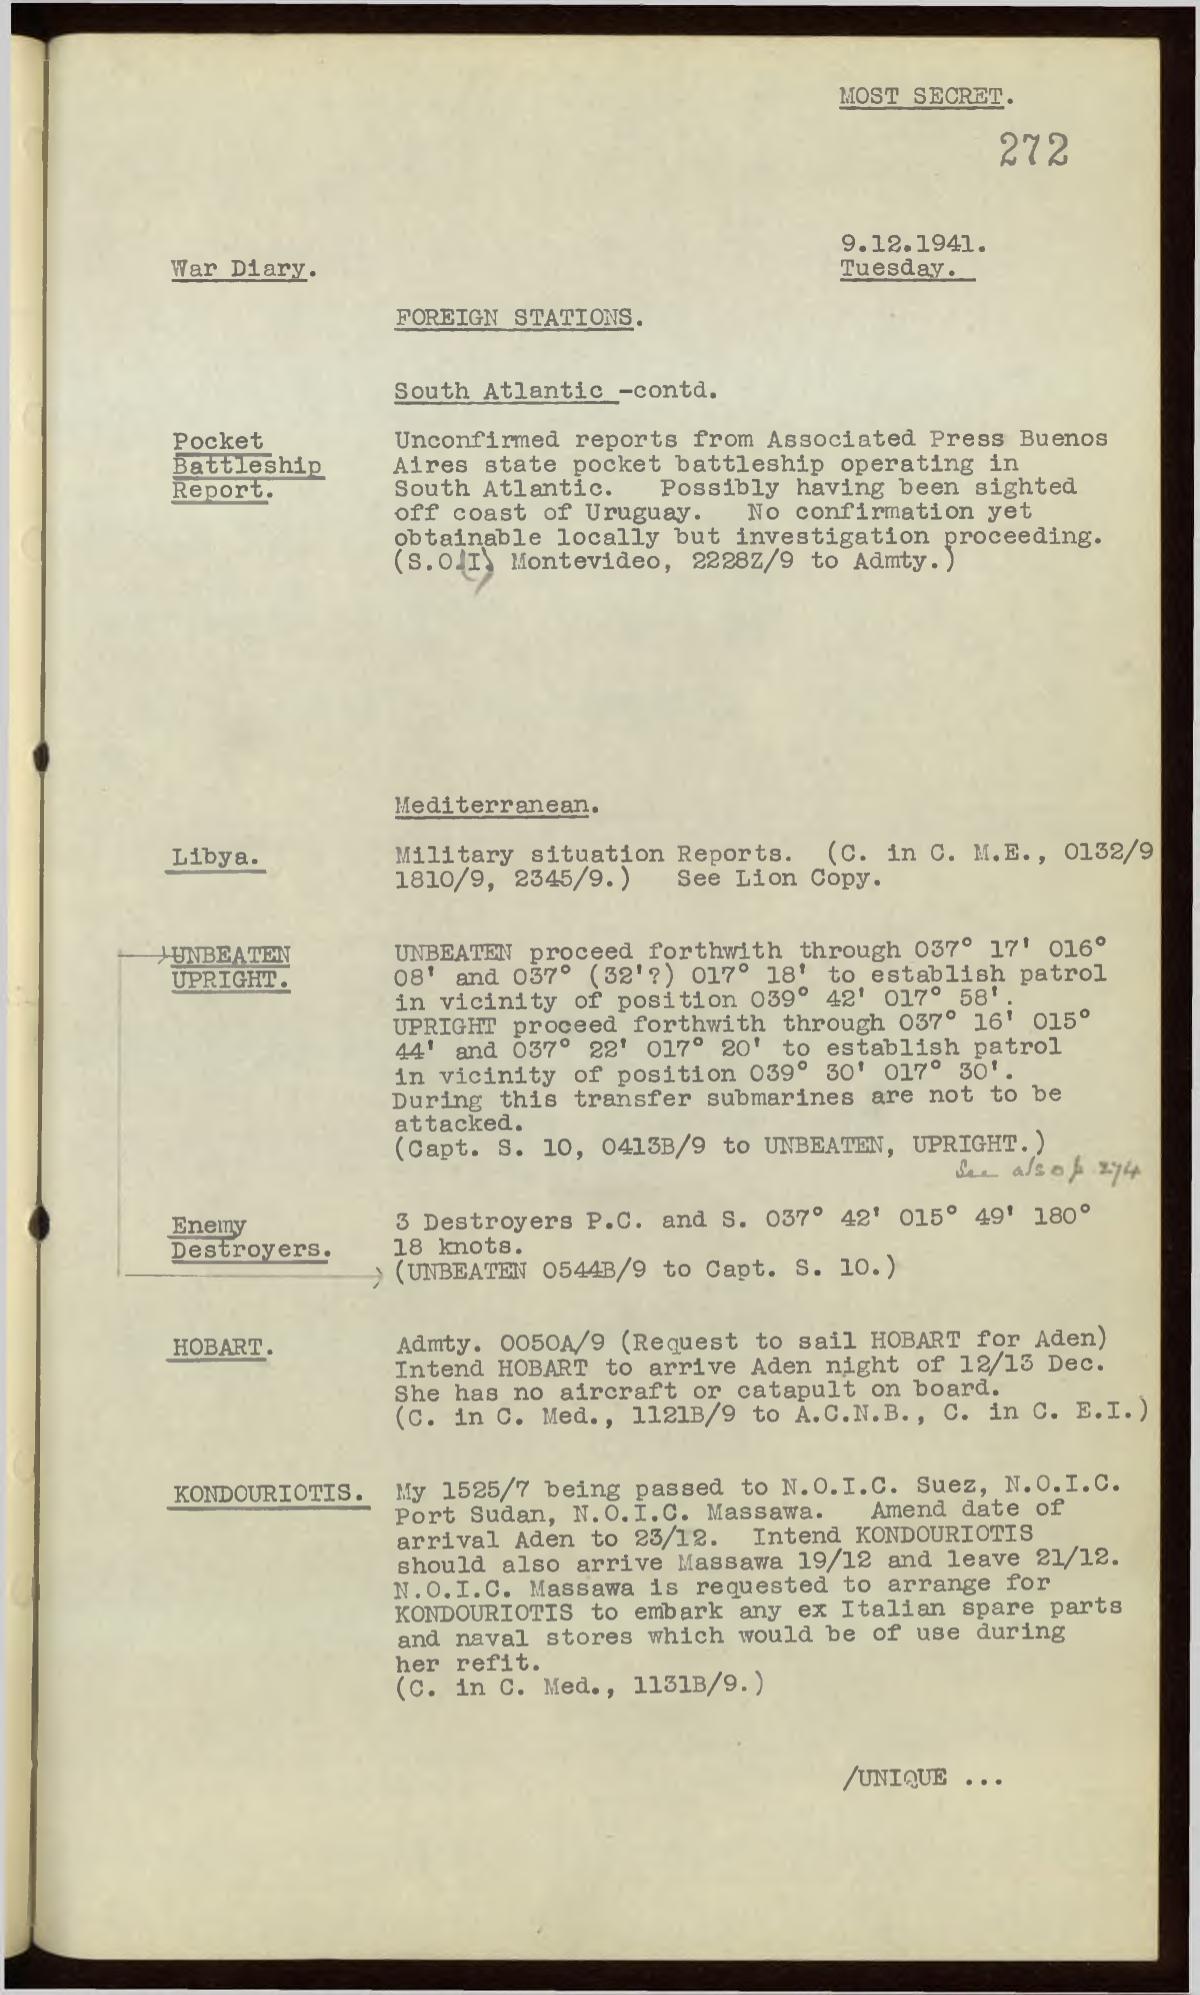 MOST SECRET.
272
9.12.1941.
War Diary.
Tuesday.
FOREIGN STATIONS.
South Atlantic -contd.
Pocket
Battleship
Report.
Unconfirmed reports from Associated Press Buenos
Aires state pocket battleship operating in
South Atlantic. Possibly having been sighted
off coast of Uruguay. No confirmation yet
obtainable locally but investigation proceeding.
(S.O.(I) Montevideo, 2228Z/9 to Admty.)
Mediterranean.
Libya.
Military situation Reports. (C. in C. M.E., 0132/9
1810/9, 2345/9.) See Lion Copy.
UNBEATEN
UPRIGHT.
UNBEATEN proceed forthwith through 037° 17' 016°
08' and 037° (32'?) 017° 18' to establish patrol
in vicinity of position 039° 42' 017° 58'.
UPRIGHT proceed forthwith through 037° 16' 015°
44' and 037° 22' 017° 20' to establish patrol
in vicinity of position 039° 30' 017° 30'.
During this transfer submarines are not to be
attacked.
(Capt. S. 10, 0413B/9 to UNBEATEN, UPRIGHT.)
See also p 274
Enemy
Destroyers.
3 Destroyers P.C. and S. 037° 42' 015° 49' 180°
18 knots.
(UNBEATEN 0544B/9 to Capt. S. 10.)
HOBART.
Admty. 0050A/9 (Request to sail HOBART for Aden)
Intend HOBART to arrive Aden night of 12/13 Dec.
She has no aircraft or catapult on board.
(C. in C. Med., 1121B/9 to A.C.N.B., C. in C. E.I.)
KONDOURIOTIS.
My 1525/7 being passed to N.O.I.C. Suez, N.O.I.C.
Port Sudan, N.O.I.C. Massawa. Amend date of
arrival Aden to 23/12. Intend KONDOURIOTIS
should also arrive Massawa 19/12 and leave 21/12.
N.O.I.C. Massawa is requested to arrange for
KONDOURIOTIS to embark any ex Italian spare parts
and naval stores which would be of use during
her refit.
(C. in C. Med., 1131B/9.)
/UNIQUE ...